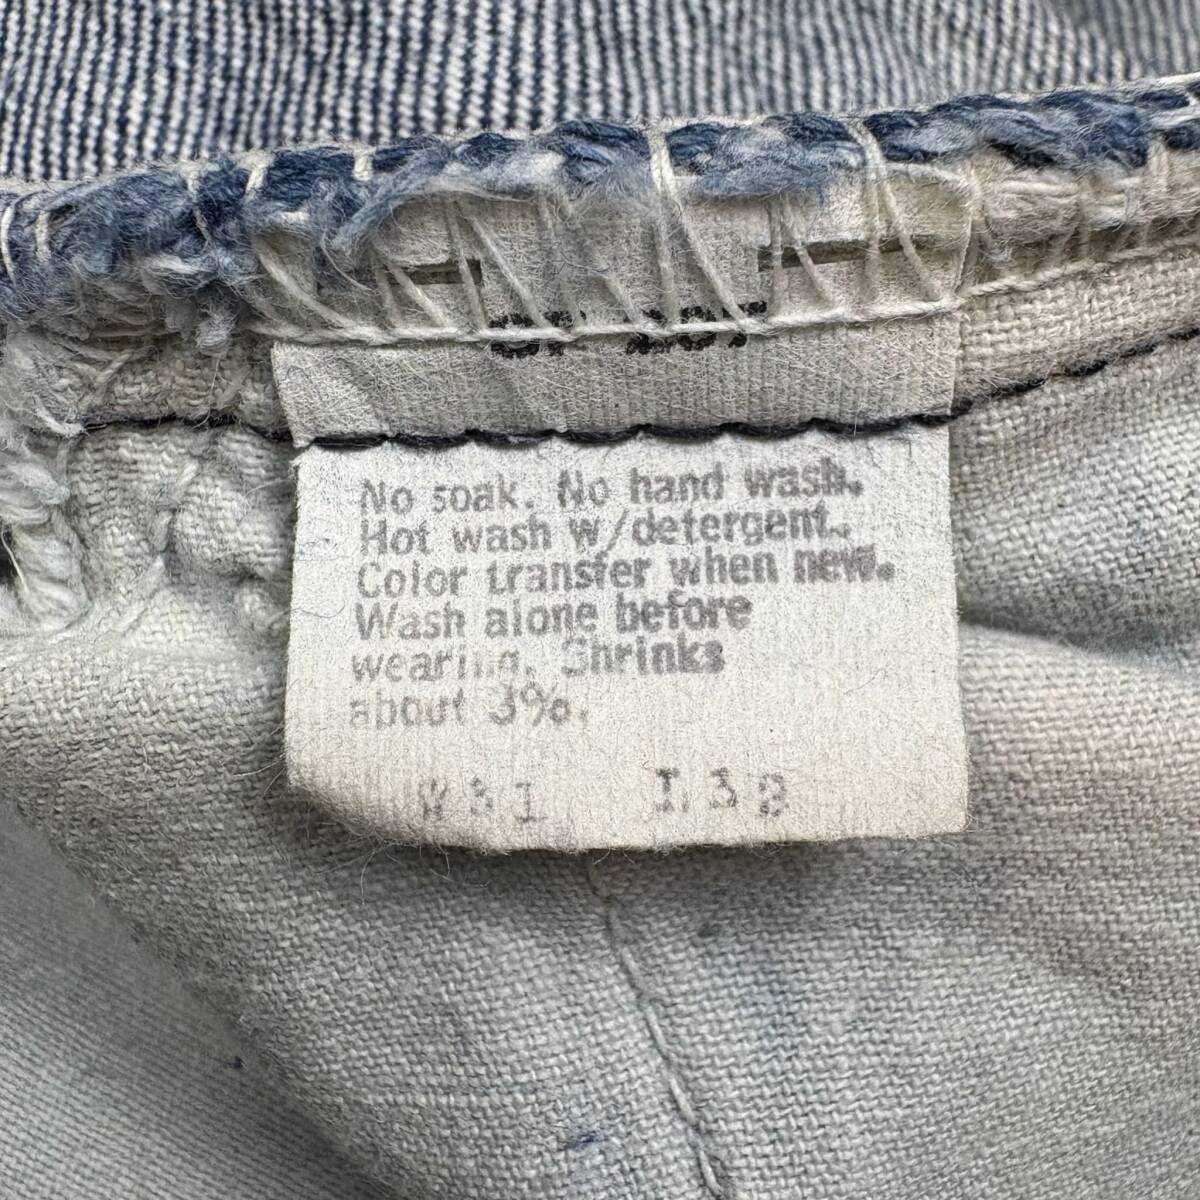 No soak. No hand wash.
Hot wash w/detergent.
Color transfer when new.
Wash alone before
wearing. Shrinks
about 3%.
W31